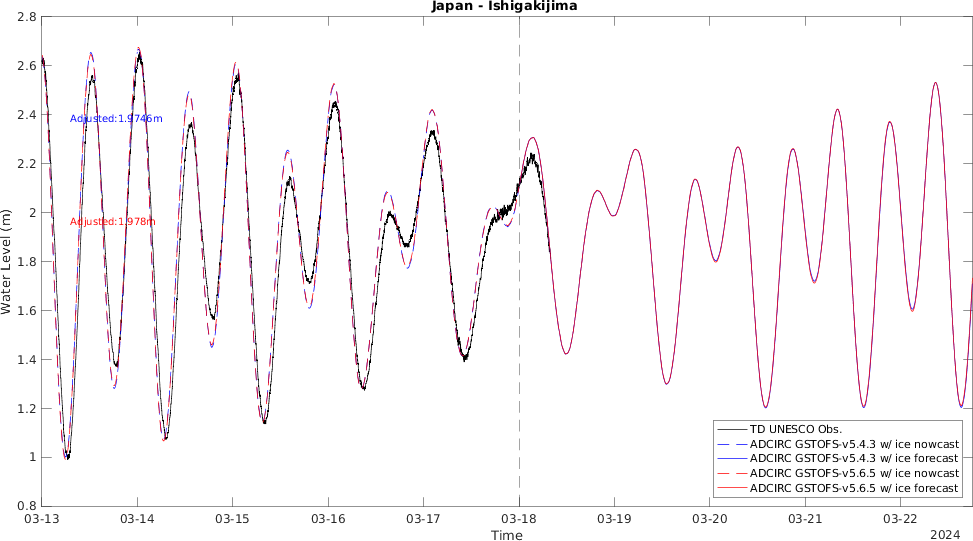 Japan - Ishigakijima
2.8
2.6
2.4
2.2
2
1.8
1.6
1.4
1.2
1
0.8
Water Level (m)
Adjusted:1.9746m
Adjusted:1.978m
TD UNESCO Obs.
ADCIRC GSTOFS-v5.4.3 w/ ice nowcast
ADCIRC GSTOFS-v5.4.3 w/ ice forecast
ADCIRC GSTOFS-v5.6.5 w/ ice nowcast
ADCIRC GSTOFS-v5.6.5 w/ ice forecast
03-13 03-14 03-15 03-16 03-17 03-18 03-19 03-20 03-21 03-22
Time
2024